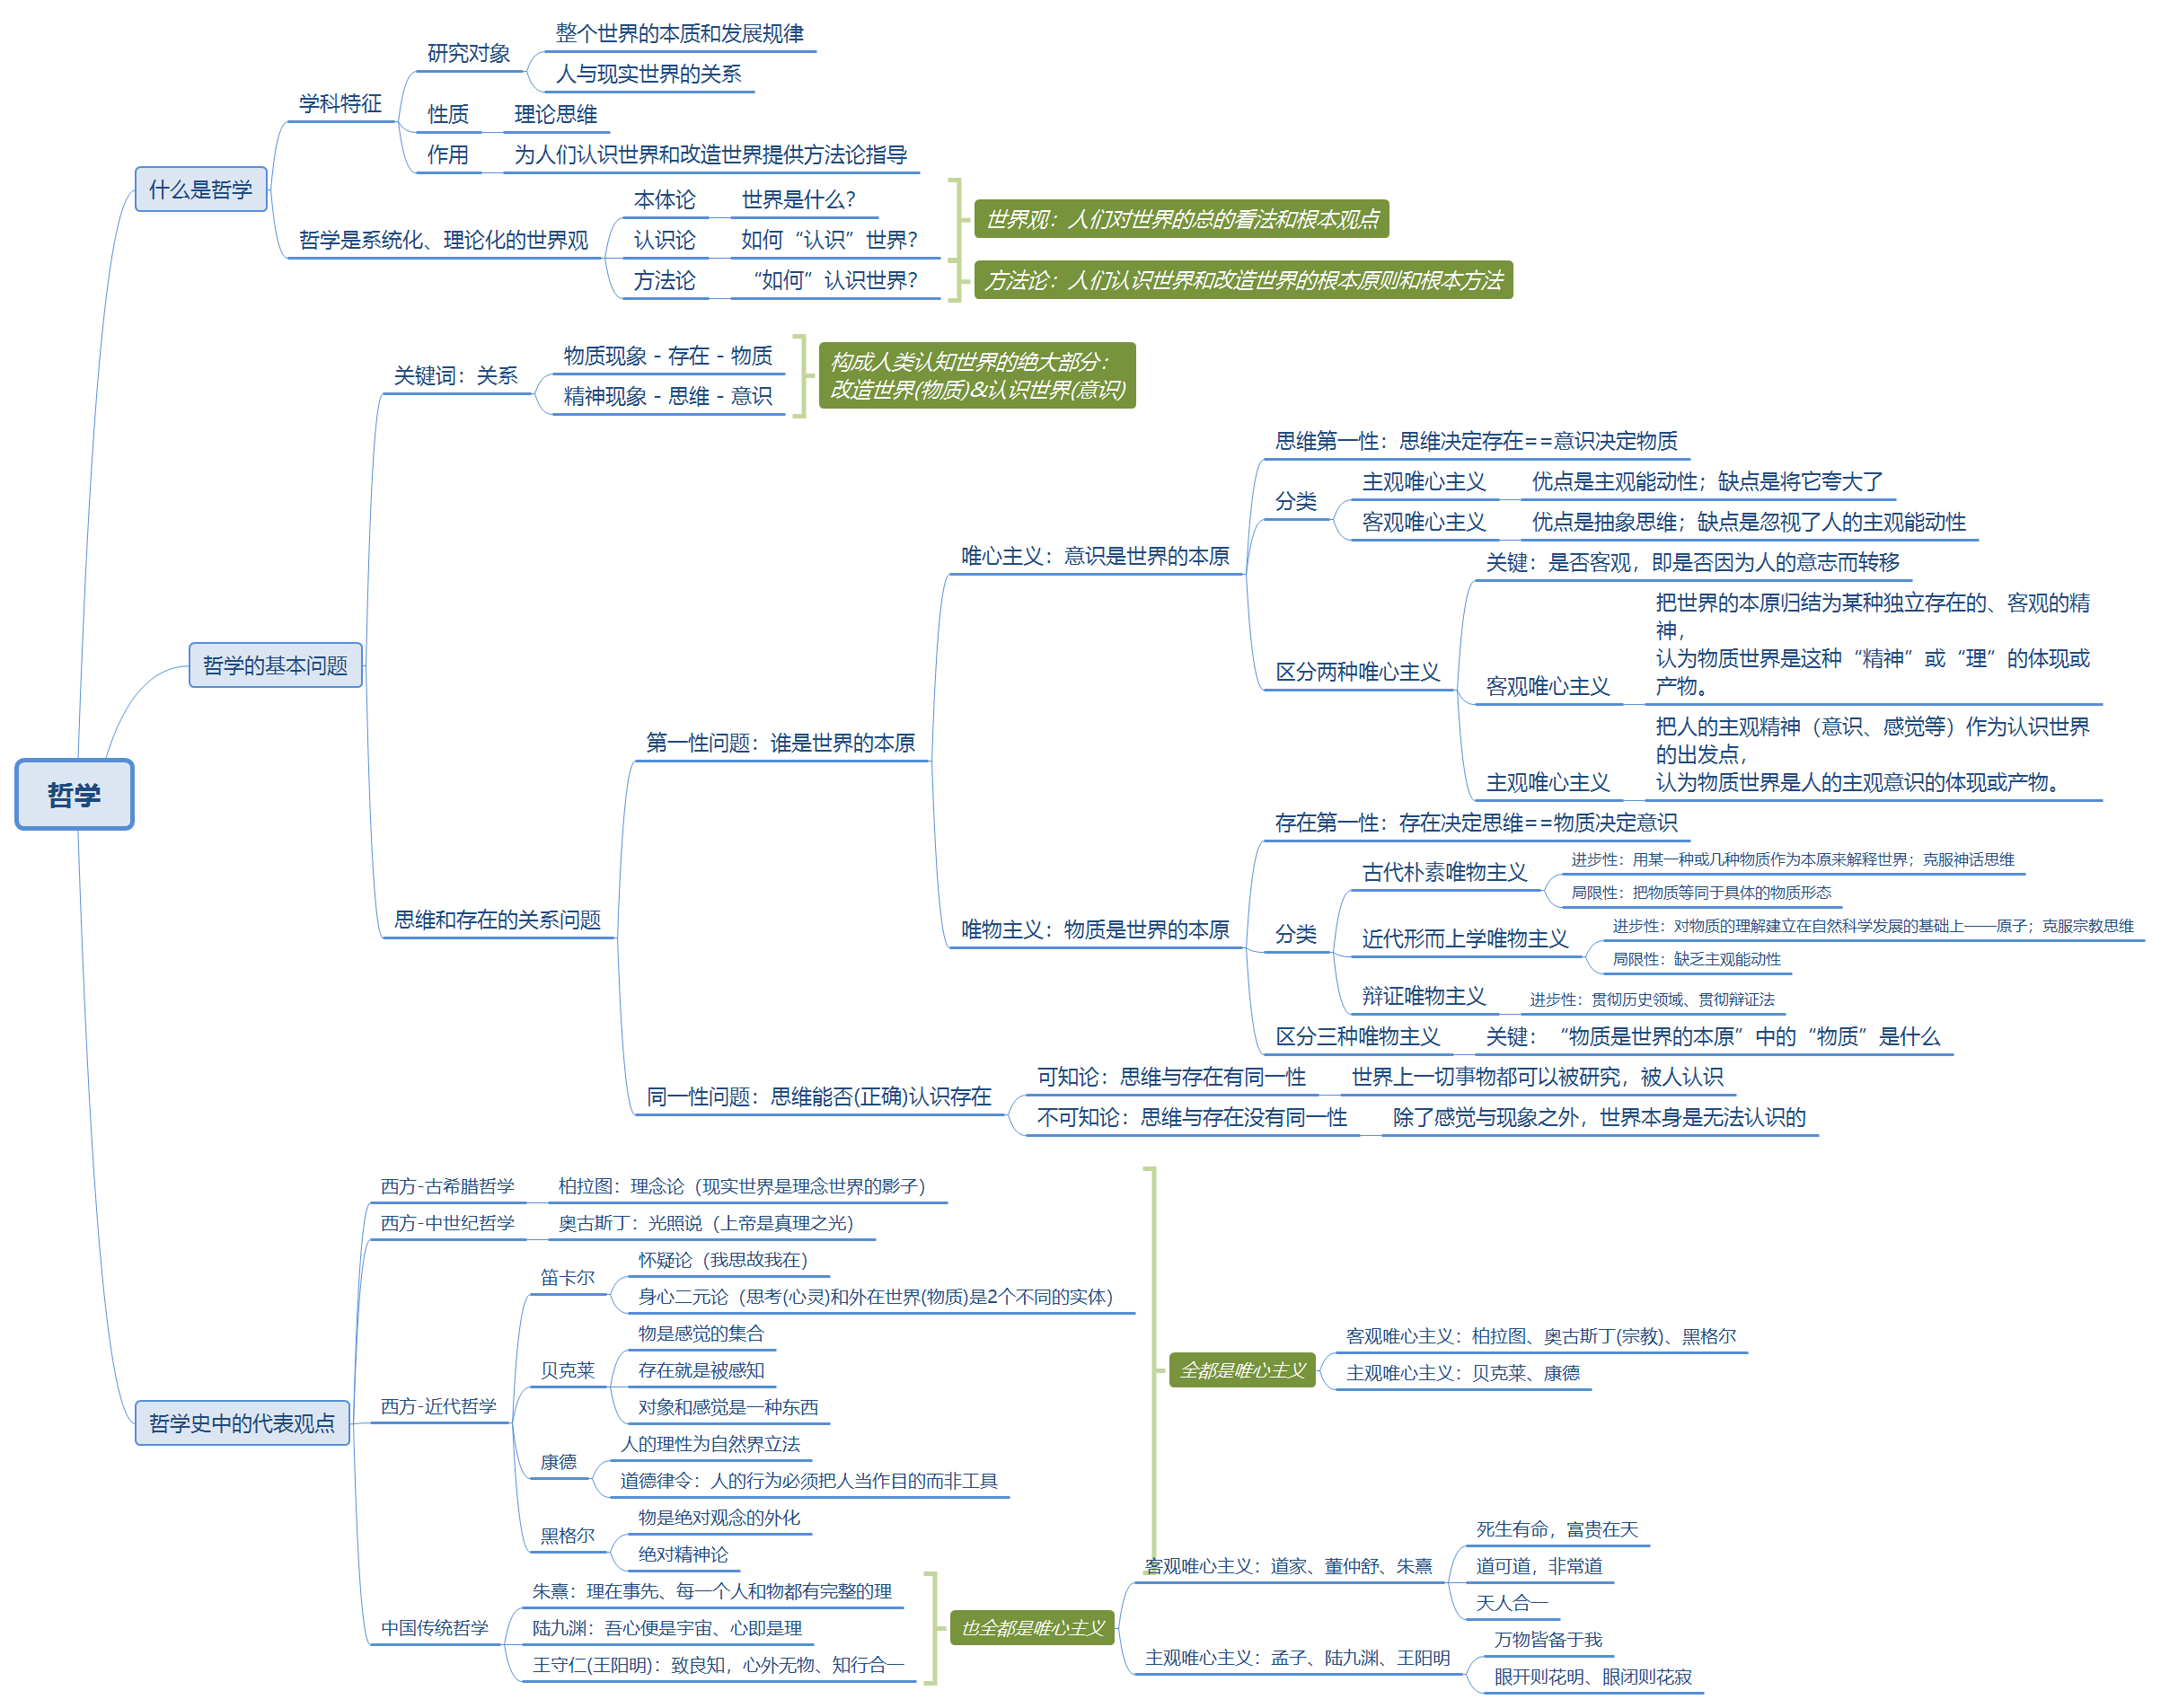 哲学
什么是哲学
学科特征
研究对象
整个世界的本质和发展规律
人与现实世界的关系
性质
理论思维
作用
为人们认识世界和改造世界提供方法论指导
哲学是系统化、理论化的世界观
本体论
世界是什么？
认识论
如何“认识”世界？
方法论
“如何”认识世界？
世界观：人们对世界的总的看法和根本观点
方法论：人们认识世界和改造世界的根本原则和根本方法
哲学的基本问题
关键词：关系
物质现象 - 存在 - 物质
精神现象 - 思维 - 意识
构成人类认知世界的绝大部分：
改造世界(物质)&认识世界(意识)
思维和存在的关系问题
第一性问题：谁是世界的本原
唯心主义：意识是世界的本原
思维第一性：思维决定存在==意识决定物质
分类
主观唯心主义
优点是主观能动性；缺点是将它夸大了
客观唯心主义
优点是抽象思维；缺点是忽视了人的主观能动性
区分两种唯心主义
关键：是否客观，即是否因为人的意志而转移
客观唯心主义
把世界的本原归结为某种独立存在的、客观的精
神，
认为物质世界是这种“精神”或“理”的体现或
产物。
主观唯心主义
把人的主观精神（意识、感觉等）作为认识世界
的出发点，
认为物质世界是人的主观意识的体现或产物。
唯物主义：物质是世界的本原
存在第一性：存在决定思维==物质决定意识
分类
古代朴素唯物主义
进步性：用某一种或几种物质作为本原来解释世界；克服神话思维
局限性：把物质等同于具体的物质形态
近代形而上学唯物主义
进步性：对物质的理解建立在自然科学发展的基础上——原子；克服宗教思维
局限性：缺乏主观能动性
辩证唯物主义
进步性：贯彻历史领域、贯彻辩证法
区分三种唯物主义
关键：“物质是世界的本原”中的“物质”是什么
同一性问题：思维能否(正确)认识存在
可知论：思维与存在有同一性
世界上一切事物都可以被研究，被人认识
不可知论：思维与存在没有同一性
除了感觉与现象之外，世界本身是无法认识的
哲学史中的代表观点
西方-古希腊哲学
柏拉图：理念论（现实世界是理念世界的影子）
西方-中世纪哲学
奥古斯丁：光照说（上帝是真理之光）
西方-近代哲学
笛卡尔
怀疑论（我思故我在）
身心二元论（思考(心灵)和外在世界(物质)是2个不同的实体）
贝克莱
物是感觉的集合
存在就是被感知
对象和感觉是一种东西
康德
人的理性为自然界立法
道德律令：人的行为必须把人当作目的而非工具
黑格尔
物是绝对观念的外化
绝对精神论
全都是唯心主义
客观唯心主义：柏拉图、奥古斯丁(宗教)、黑格尔
主观唯心主义：贝克莱、康德
中国传统哲学
朱熹：理在事先、每一个人和物都有完整的理
陆九渊：吾心便是宇宙、心即是理
王守仁(王阳明)：致良知，心外无物、知行合一
也全都是唯心主义
客观唯心主义：道家、董仲舒、朱熹
死生有命，富贵在天
道可道，非常道
天人合一
主观唯心主义：孟子、陆九渊、王阳明
万物皆备于我
眼开则花明、眼闭则花寂